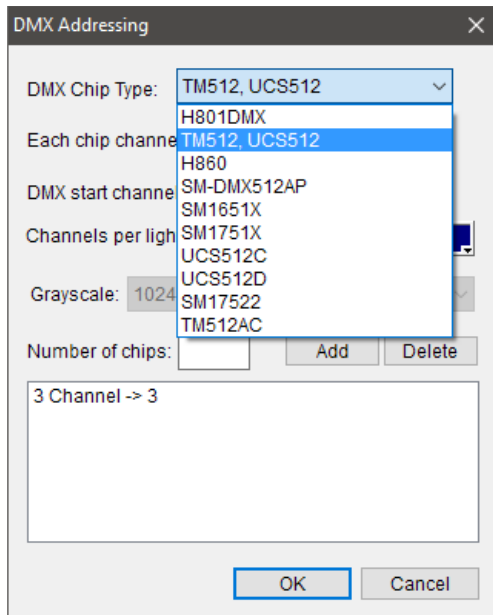 DMX Addressing
DMX Chip Type: TM512, UCS512
H801DMX
Each chip channe TM512, UCS512
H860
DMX start channe SM-DMX512AP
SM1651X
Channels per ligh SM1751X
UCS512C
UCS512D
Grayscale: 1024 SM17522
TM512AC
Number of chips: Add Delete
3 Channel -> 3
OK Cancel